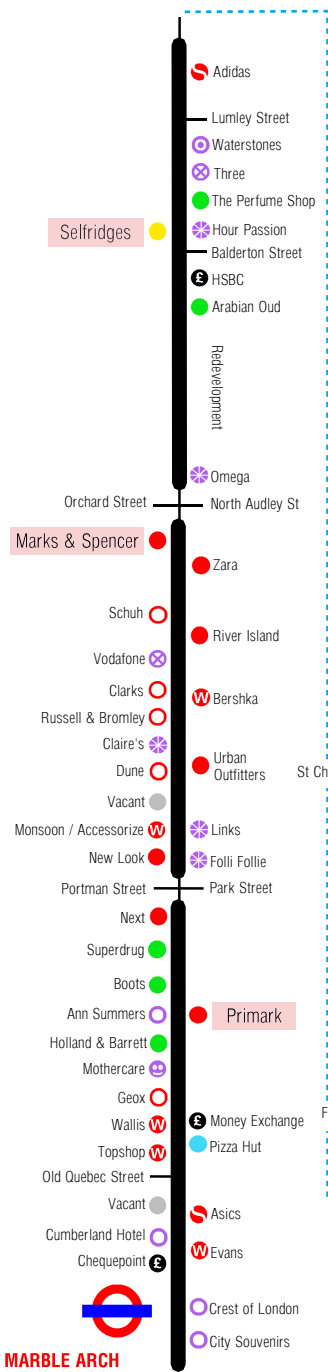 Adidas
Lumley Street
Waterstones
Three
The Perfume Shop
Selfridges
Hour Passion
Balderton Street
£
HSBC
Arabian Oud
Redevelopment
Omega
Orchard Street
North Audley St
Marks & Spencer
Zara
Schuh
River Island
Vodafone
Clarks
W
Bershka
Russell & Bromley
Claire's
Dune
Urban
Outfitters
St Ch
Vacant
Monsoon / Accessorize
W
Links
New Look
Folli Follie
Portman Street
Park Street
Next
Superdrug
Boots
Ann Summers
Primark
Holland & Barrett
Mothercare
Geox
Wallis
W
£
Money Exchange
F
Topshop
W
Pizza Hut
Old Quebec Street
Vacant
Asics
Cumberland Hotel
W
Evans
Chequepoint
£
Crest of London
City Souvenirs
MARBLE ARCH